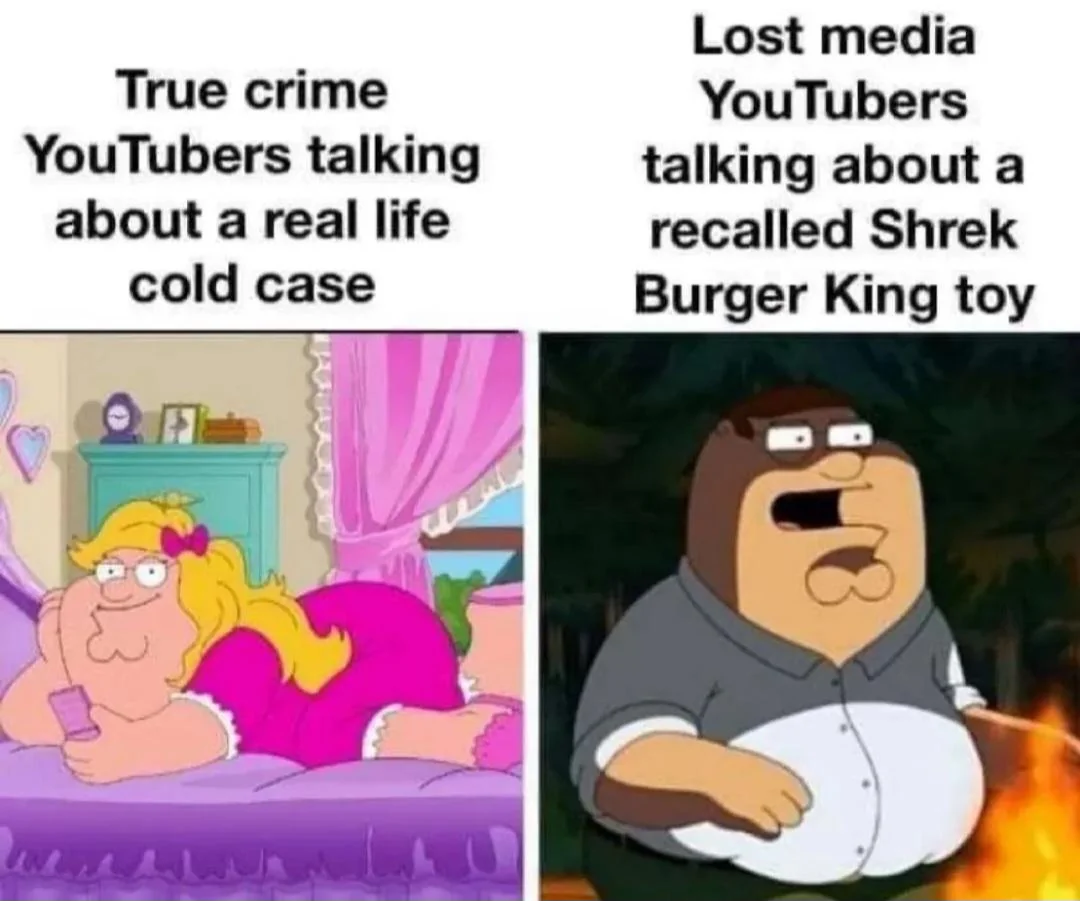 True crime
YouTubers talking
about a real life
cold case
Lost media
YouTubers
talking about a
recalled Shrek
Burger King toy